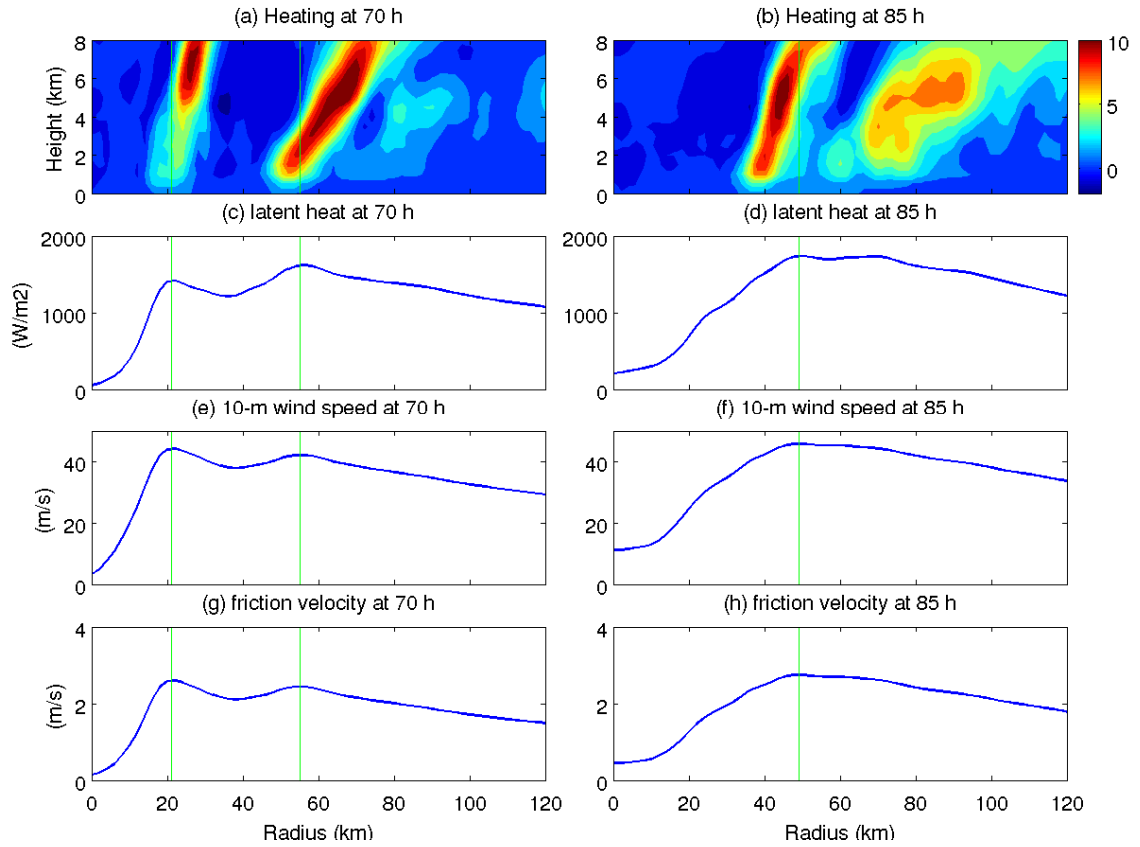 (a) Heating at 70 h
(b) Heating at 85 h
8
6
4
2
0
Height (km)
8
6
4
2
0
10
5
0
(c) latent heat at 70 h
(d) latent heat at 85 h
2000
1000
0
(W/m2)
2000
1000
0
(e) 10-m wind speed at 70 h
(f) 10-m wind speed at 85 h
40
20
0
(m/s)
40
20
0
(g) friction velocity at 70 h
(h) friction velocity at 85 h
4
2
0
(m/s)
4
2
0
0 20 40 60 80 100 120
0 20 40 60 80 100 120
Radius (km)
Radius (km)